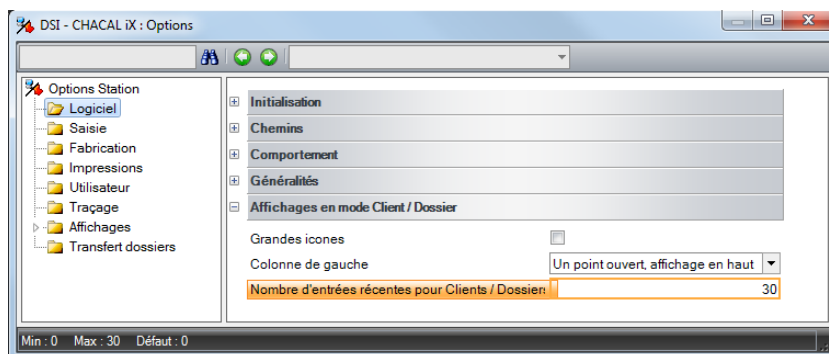 DSI - CHACAL iX : Options
Options Station
Logiciel
Saisie
Fabrication
Impressions
Utilisateur
Traçage
Affichages
Transfert dossiers
Initialisation
Chemins
Comportement
Généralités
Affichages en mode Client / Dossier
Grandes icones
Colonne de gauche Un point ouvert, affichage en haut
Nombre d'entrées récentes pour Clients / Dossiers 30
Min : 0 Max : 30 Défaut : 0